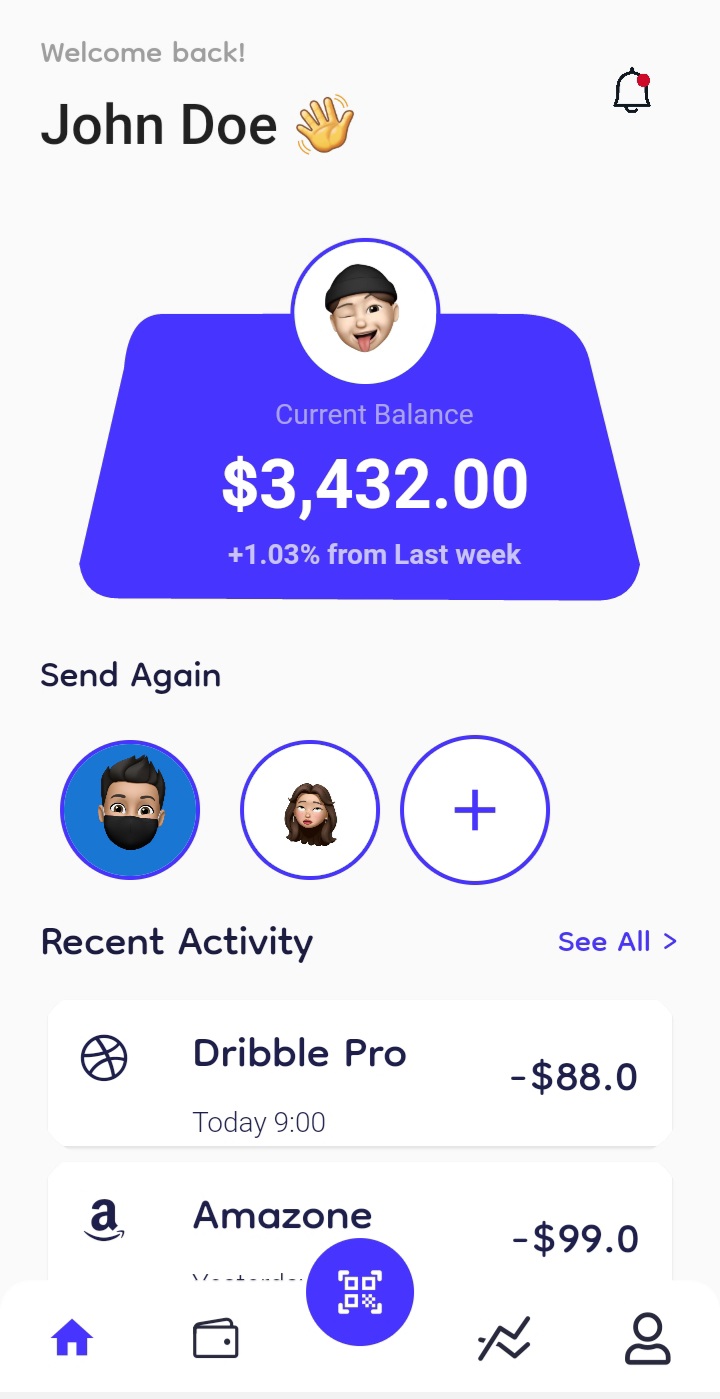 Welcome back!
John Doe 👋
Current Balance
$3,432.00
+1.03% from Last week
Send Again
Recent Activity
See All >
Dribble Pro
-$88.0
Today 9:00
Amazone
-$99.0